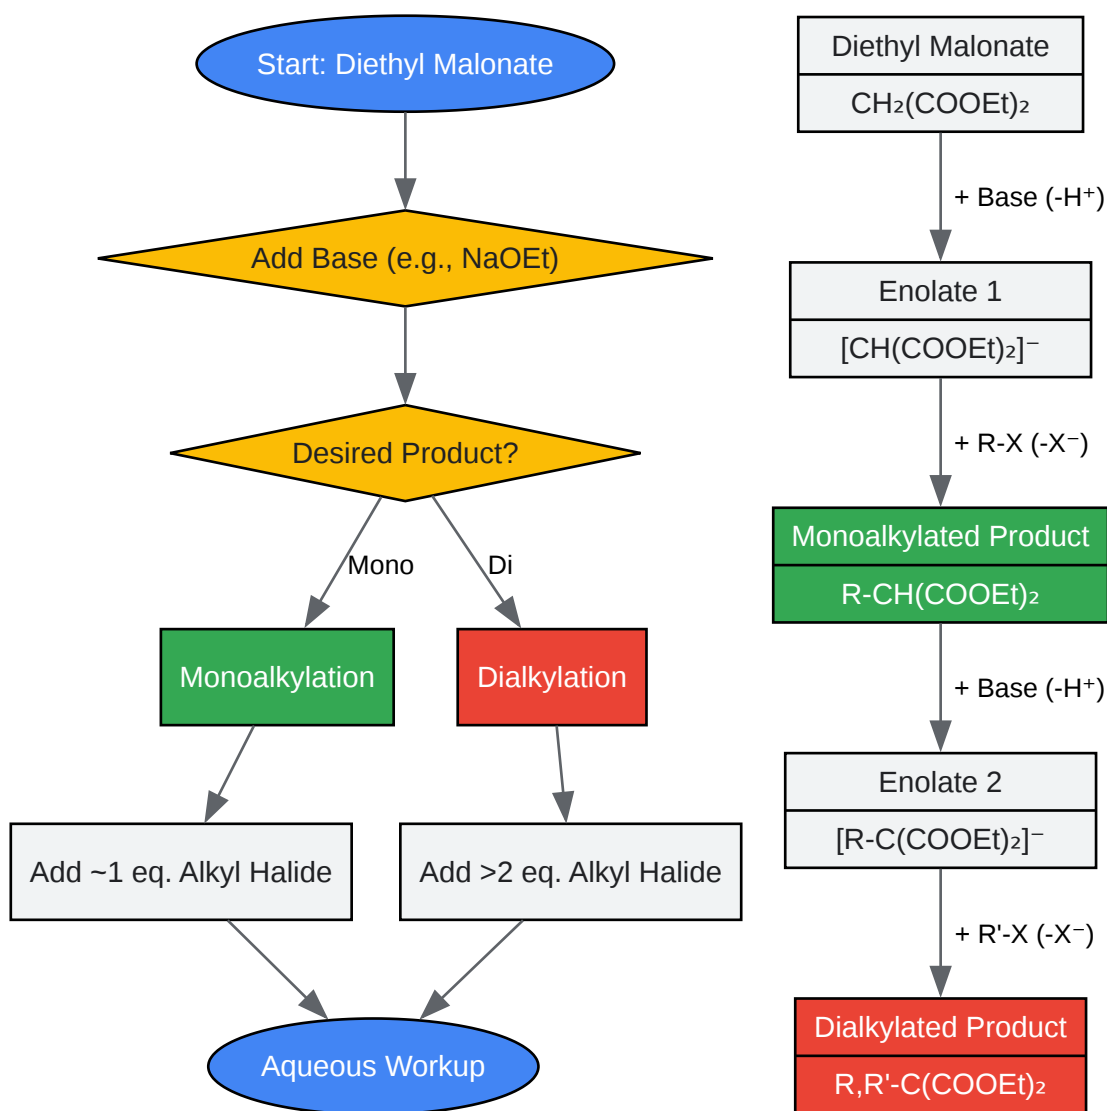 Start: Diethyl Malonate
Add Base (e.g., NaOEt)
Desired Product?
Mono
Di
Monoalkylation
Dialkylation
Add ~1 eq. Alkyl Halide
Add >2 eq. Alkyl Halide
Aqueous Workup
Diethyl Malonate
CH₂(COOEt)₂
+ Base (-H⁺)
Enolate 1
[CH(COOEt)₂]⁻
+ R-X (-X⁻)
Monoalkylated Product
R-CH(COOEt)₂
+ Base (-H⁺)
Enolate 2
[R-C(COOEt)₂]⁻
+ R'-X (-X⁻)
Dialkylated Product
R,R'-C(COOEt)₂